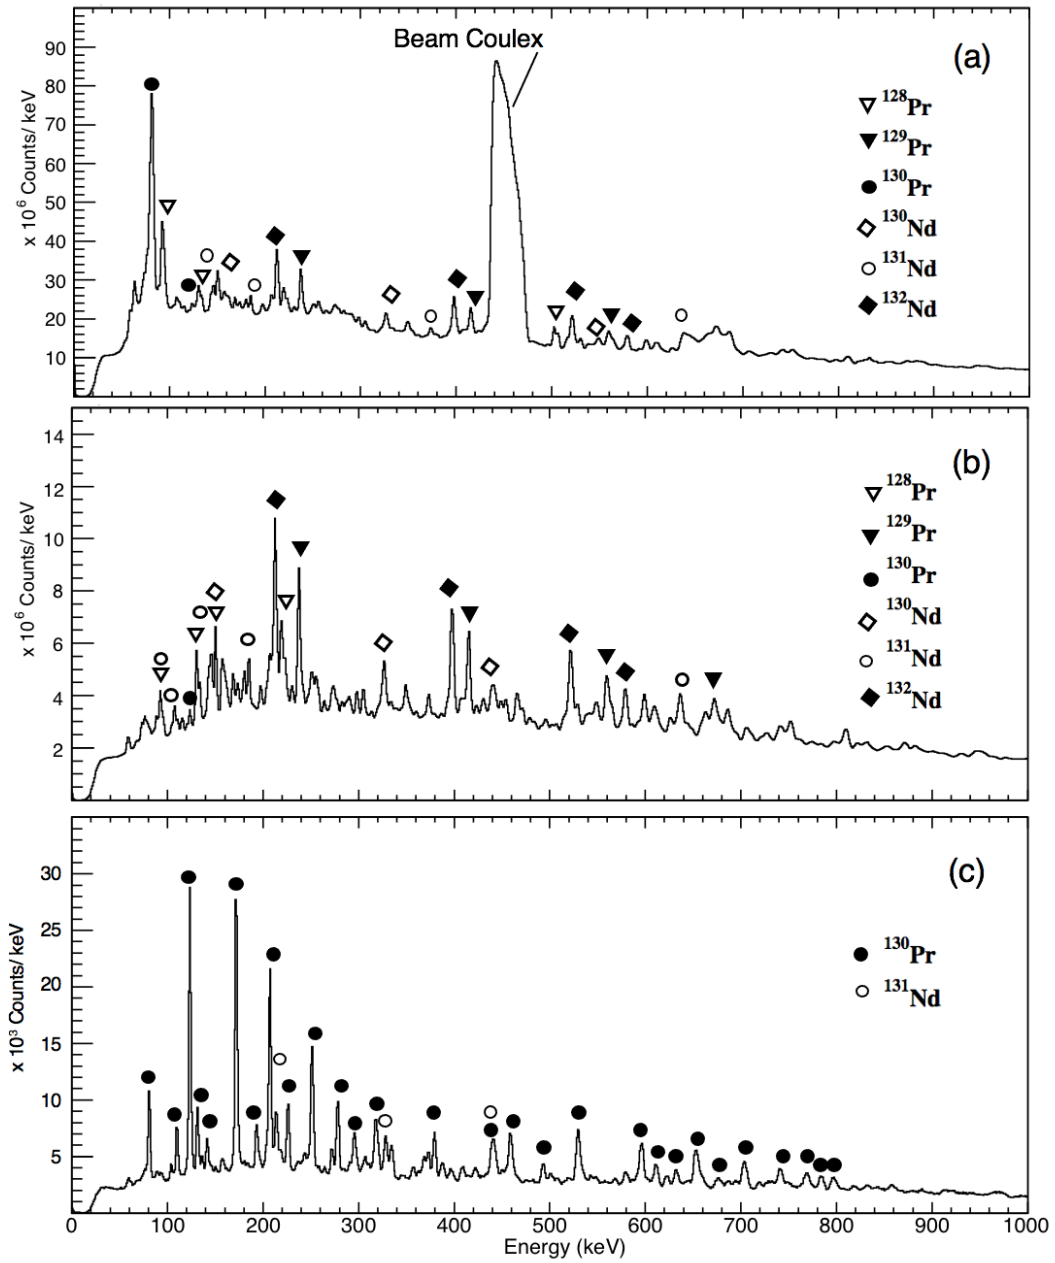 Beam Coulex
(a)
x 10⁶ Counts/ keV
90
80
70
60
50
40
30
20
10
¹²⁸Pr
¹²⁹Pr
¹³⁰Pr
¹³⁰Nd
¹³¹Nd
¹³²Nd
(b)
x 10⁶ Counts/ keV
14
12
10
8
6
4
2
¹²⁸Pr
¹²⁹Pr
¹³⁰Pr
¹³⁰Nd
¹³¹Nd
¹³²Nd
(c)
x 10³ Counts/ keV
30
25
20
15
10
5
¹³⁰Pr
¹³¹Nd
0 100 200 300 400 500 600 700 800 900 1000
Energy (keV)